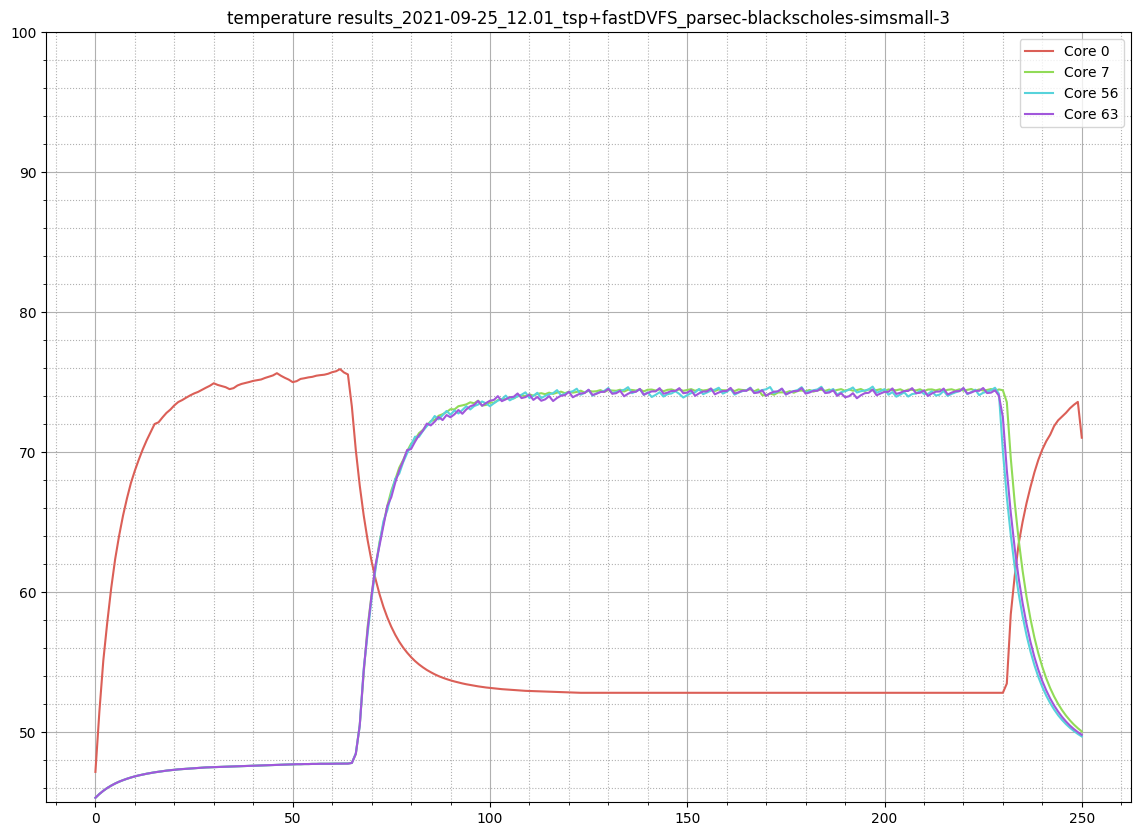 temperature results_2021-09-25_12.01_tsp+fastDVFS_parsec-blackscholes-simsmall-3
100
90
80
70
60
50
0
50
100
150
200
250
Core 0
Core 7
Core 56
Core 63